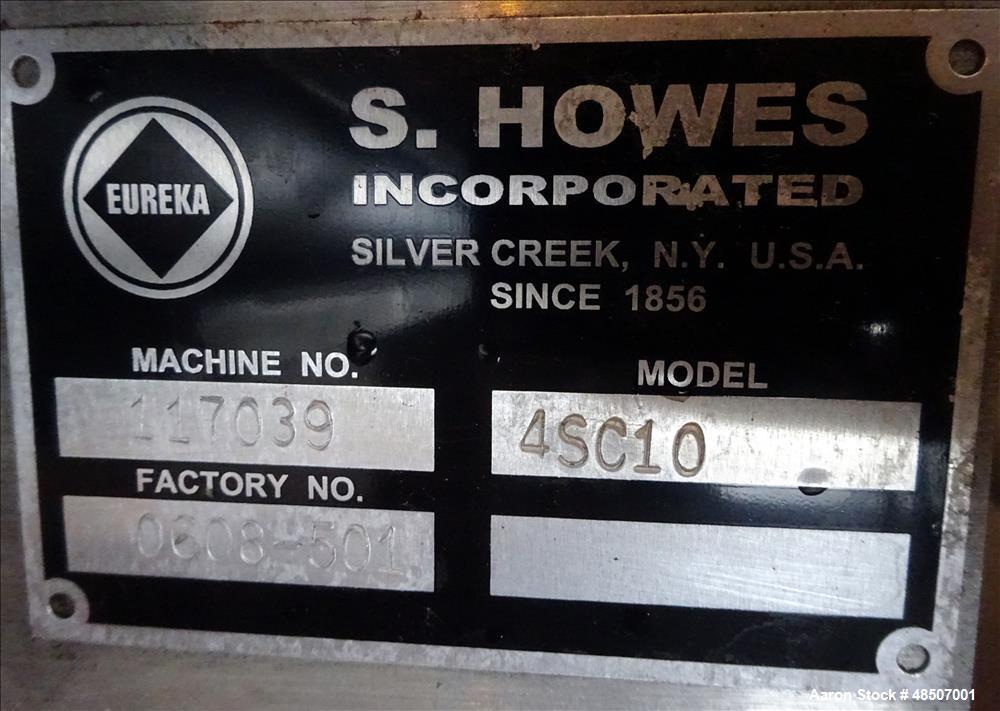 EUREKA
S. HOWES
INCORPORATED
SILVER CREEK, N.Y. U.S.A.
SINCE 1856
MACHINE NO.
117039
MODEL
4SC10
FACTORY NO.
0608-501
Aaron Stock # 48507001